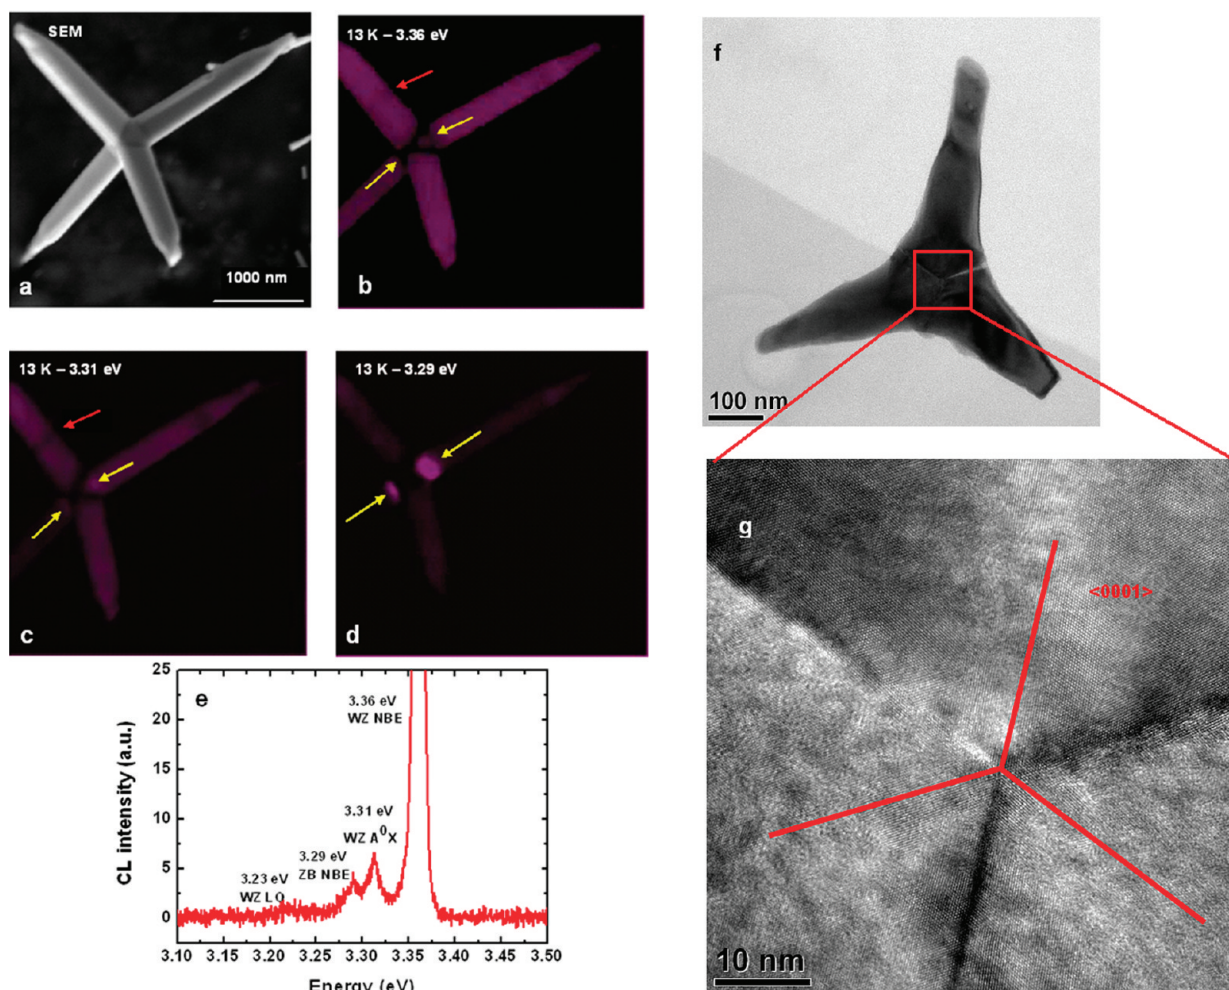 SEM
1000 nm
a
13 K – 3.36 eV
b
13 K – 3.31 eV
c
13 K – 3.29 eV
d
e
25
20
15
10
5
0
CL intensity (a.u.)
3.36 eV
WZ NBE
3.31 eV
WZ A⁰X
3.29 eV
ZB NBE
3.23 eV
WZ LO
3.10 3.15 3.20 3.25 3.30 3.35 3.40 3.45 3.50
Energy (eV)
f
100 nm
g
<0001>
10 nm